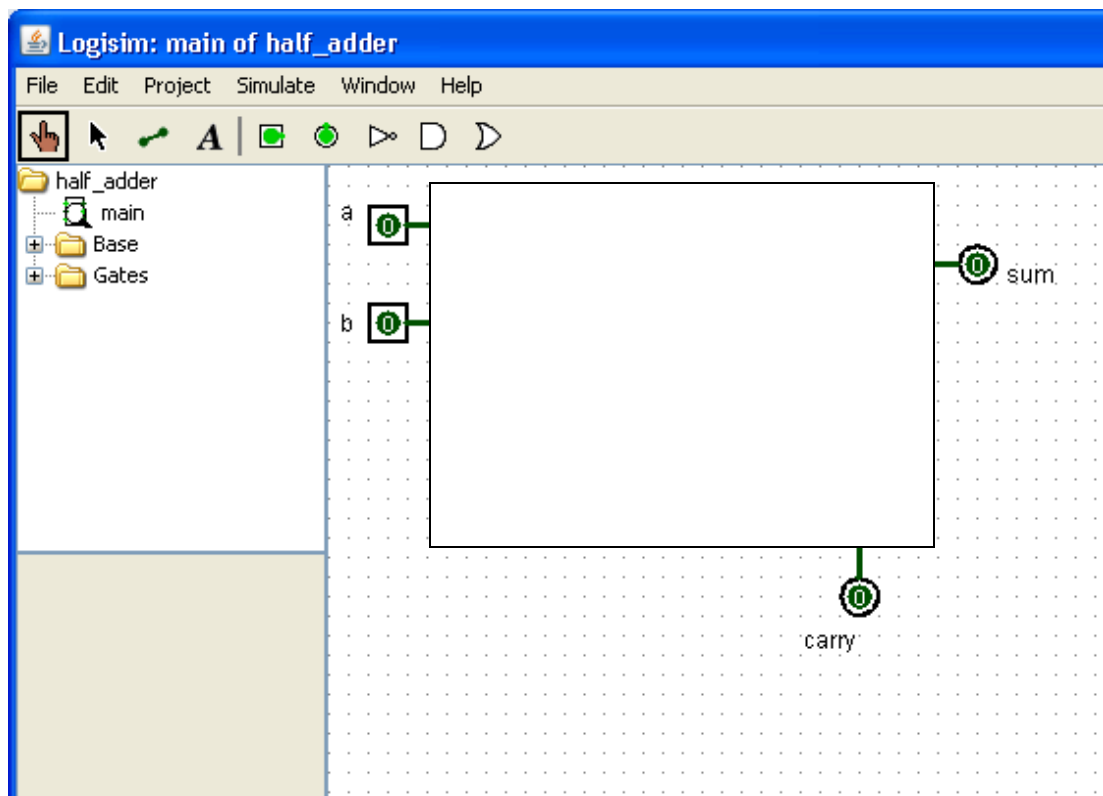 Logisim: main of half_adder
File Edit Project Simulate Window Help
A
half_adder
main
Base
Gates
a
0
b
0
0
sum
0
carry